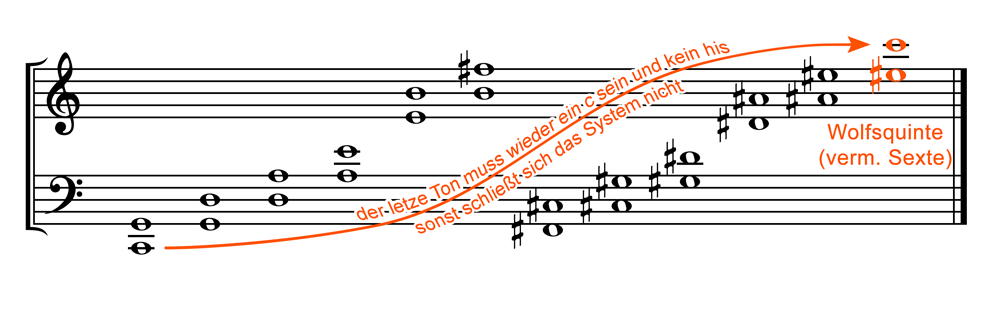 der letze Ton muss wieder ein c sein und kein his
sonst schließt sich das System nicht
Wolfsquinte
(verm. Sexte)